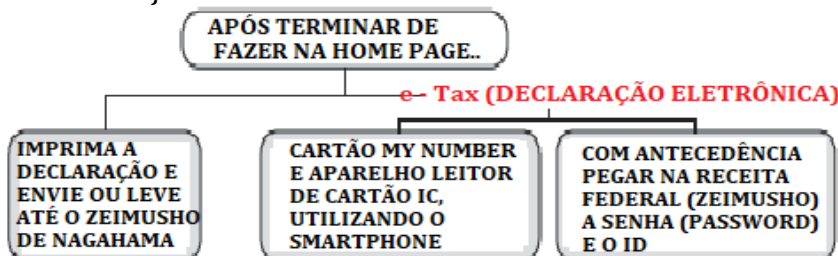 APÓS TERMINAR DE
FAZER NA HOME PAGE..
e - Tax (DECLARAÇÃO ELETRÔNICA)
IMPRIMA A
DECLARAÇÃO E
ENVIE OU LEVE
ATÉ O ZEIMUSHO
DE NAGAHAMA
CARTÃO MY NUMBER
E APARELHO LEITOR
DE CARTÃO IC,
UTILIZANDO O
SMARTPHONE
COM ANTECEDÊNCIA
PEGAR NA RECEITA
FEDERAL (ZEIMUSHO)
A SENHA (PASSWORD)
E O ID